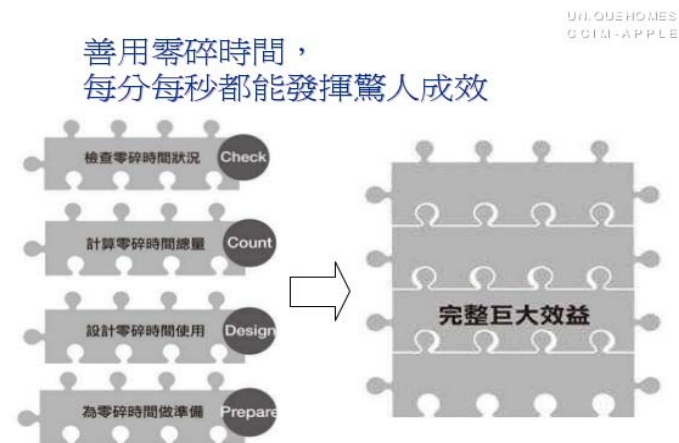 UNIQUEHOMES
CCIM-APPLE
善用零碎時間，
每分每秒都能發揮驚人成效
檢查零碎時間狀況 Check
計算零碎時間總量 Count
設計零碎時間使用 Design
為零碎時間做準備 Prepare
完整巨大效益